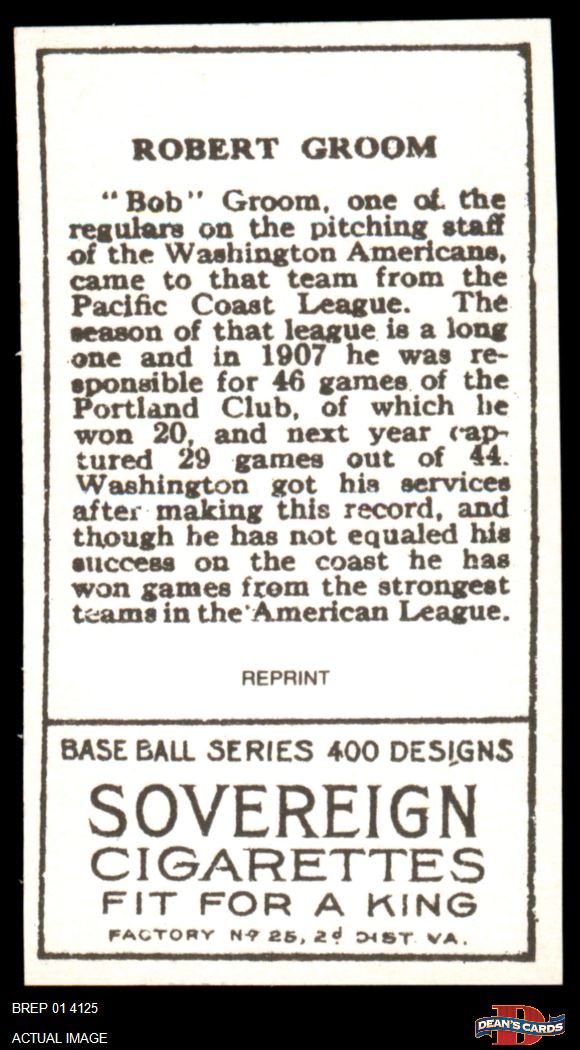 ROBERT GROOM
"Bob" Groom, one of the
regulars on the pitching staff
of the Washington Americans,
came to that team from the
Pacific Coast League. The
season of that league is a long
one and in 1907 he was re-
sponsible for 46 games of the
Portland Club, of which he
won 20, and next year cap-
tured 29 games out of 44.
Washington got his services
after making this record, and
though he has not equaled his
success on the coast he has
won games from the strongest
teams in the American League.
REPRINT
BASE BALL SERIES 400 DESIGNS
SOVEREIGN
CIGARETTES
FIT FOR A KING
FACTORY Nº 25, 2d DIST. VA.
BREP 01 4125
ACTUAL IMAGE
D
DEAN'S CARDS